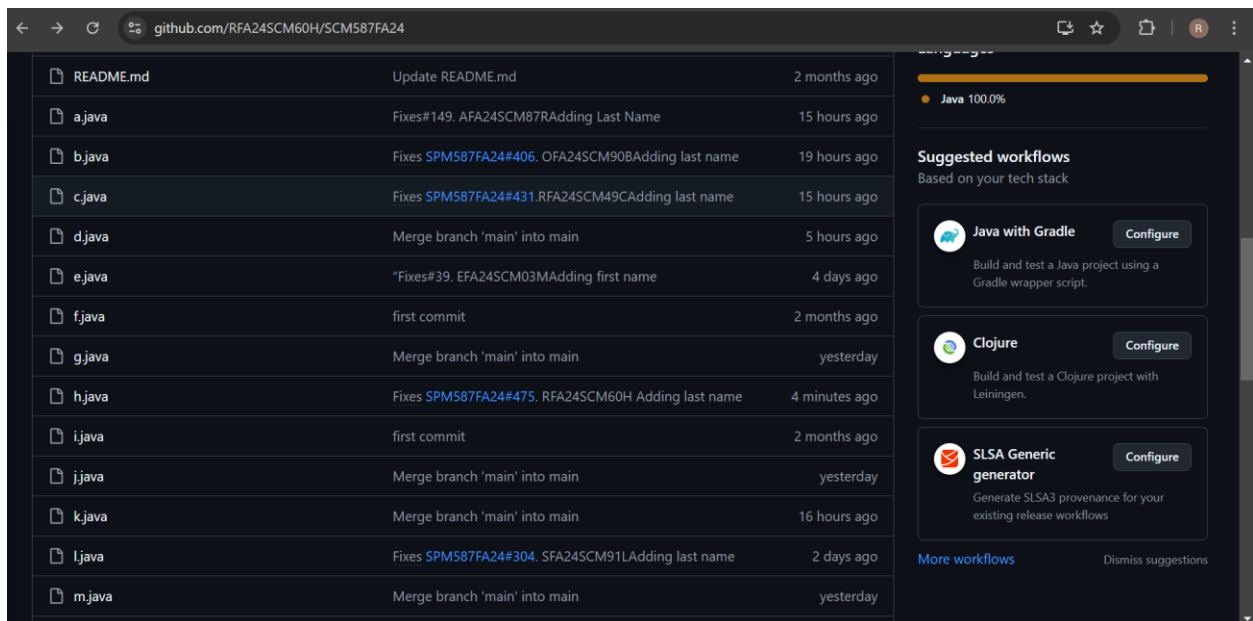 github.com/RFA24SCM60H/SCM587FA24
R
README.md Update README.md 2 months ago
a.java Fixes#149. AFA24SCM87RAdding Last Name 15 hours ago
b.java Fixes SPM587FA24#406. OFA24SCM90BAdding last name 19 hours ago
c.java Fixes SPM587FA24#431.RFA24SCM49CAdding last name 15 hours ago
d.java Merge branch 'main' into main 5 hours ago
e.java "Fixes#39. EFA24SCM03MAdding first name 4 days ago
f.java first commit 2 months ago
g.java Merge branch 'main' into main yesterday
h.java Fixes SPM587FA24#475. RFA24SCM60H Adding last name 4 minutes ago
i.java first commit 2 months ago
j.java Merge branch 'main' into main yesterday
k.java Merge branch 'main' into main 16 hours ago
l.java Fixes SPM587FA24#304. SFA24SCM91LAdding last name 2 days ago
m.java Merge branch 'main' into main yesterday
Languages
Java 100.0%
Suggested workflows
Based on your tech stack
Java with Gradle Configure
Build and test a Java project using a
Gradle wrapper script.
Clojure Configure
Build and test a Clojure project with
Leiningen.
SLSA Generic
generator Configure
Generate SLSA3 provenance for your
existing release workflows
More workflows Dismiss suggestions